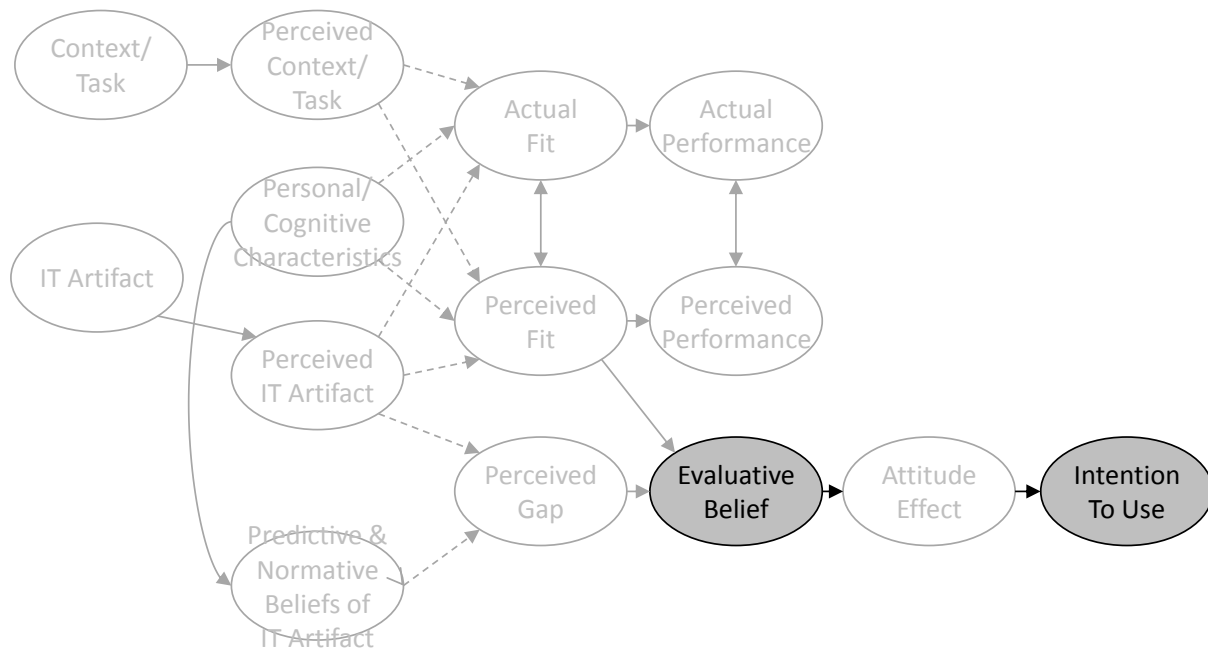 Context/
Task
Perceived
Context/
Task
Actual
Fit
Actual
Performance
Personal/
Cognitive
Characteristics
IT Artifact
Perceived
Fit
Perceived
Performance
Perceived
IT Artifact
Perceived
Gap
Evaluative
Belief
Attitude
Effect
Intention
To Use
Predictive &
Normative
Beliefs of
IT Artifact